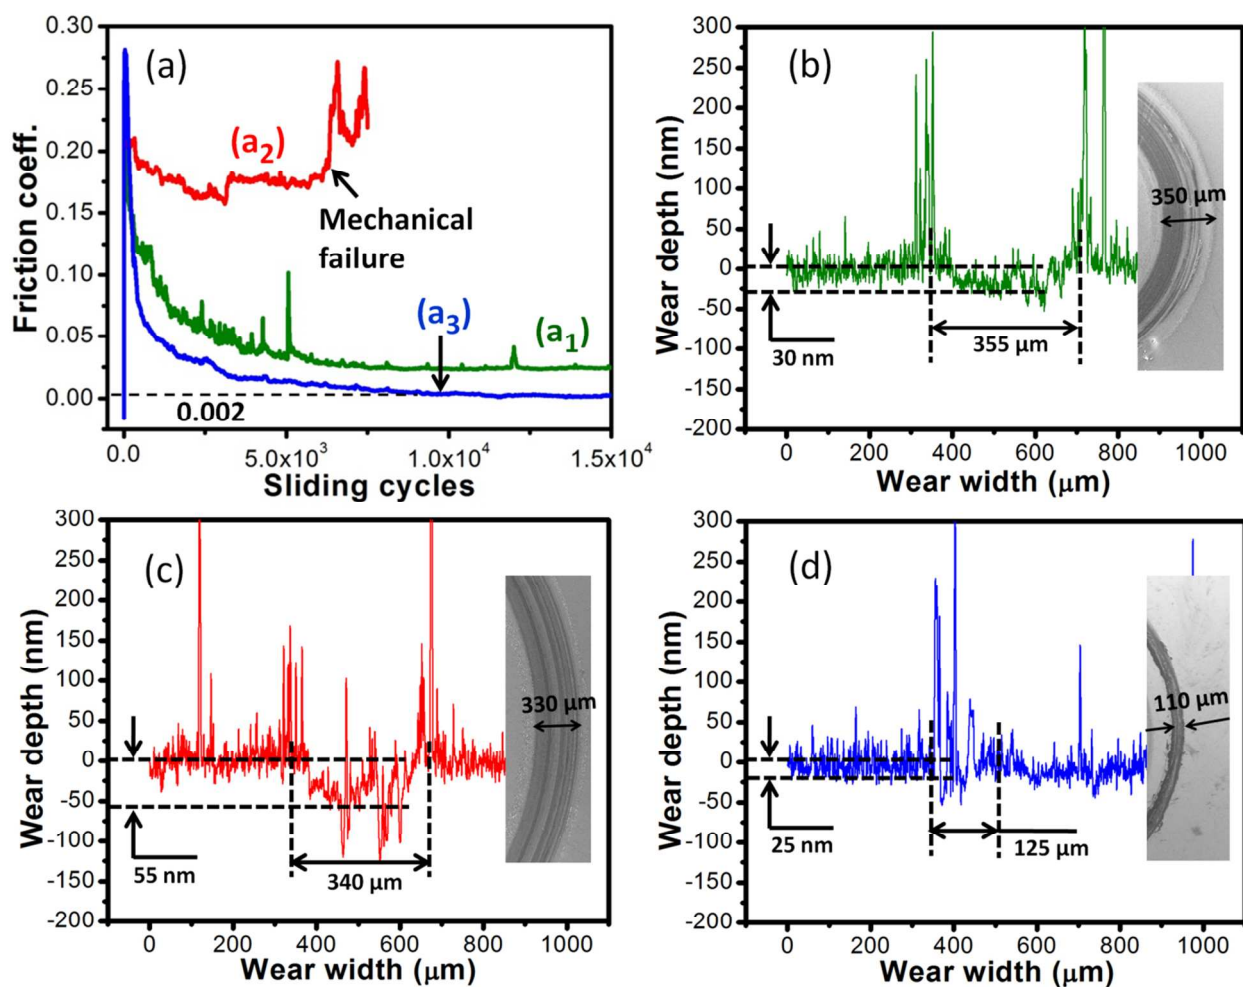 (a)
Friction coeff.
0.30
0.25
0.20
0.15
0.10
0.05
0.00
(a2)
Mechanical
failure
(a3)
(a1)
0.002
0.0
5.0x10³
1.0x10⁴
1.5x10⁴
Sliding cycles
(b)
Wear depth (nm)
300
250
200
150
100
50
0
-50
-100
-150
-200
350 µm
30 nm
355 µm
0
200
400
600
800
1000
Wear width (µm)
(c)
Wear depth (nm)
300
250
200
150
100
50
0
-50
-100
-150
-200
330 µm
55 nm
340 µm
0
200
400
600
800
1000
Wear width (µm)
(d)
Wear depth (nm)
300
250
200
150
100
50
0
-50
-100
-150
-200
110 µm
25 nm
125 µm
0
200
400
600
800
1000
Wear width (µm)